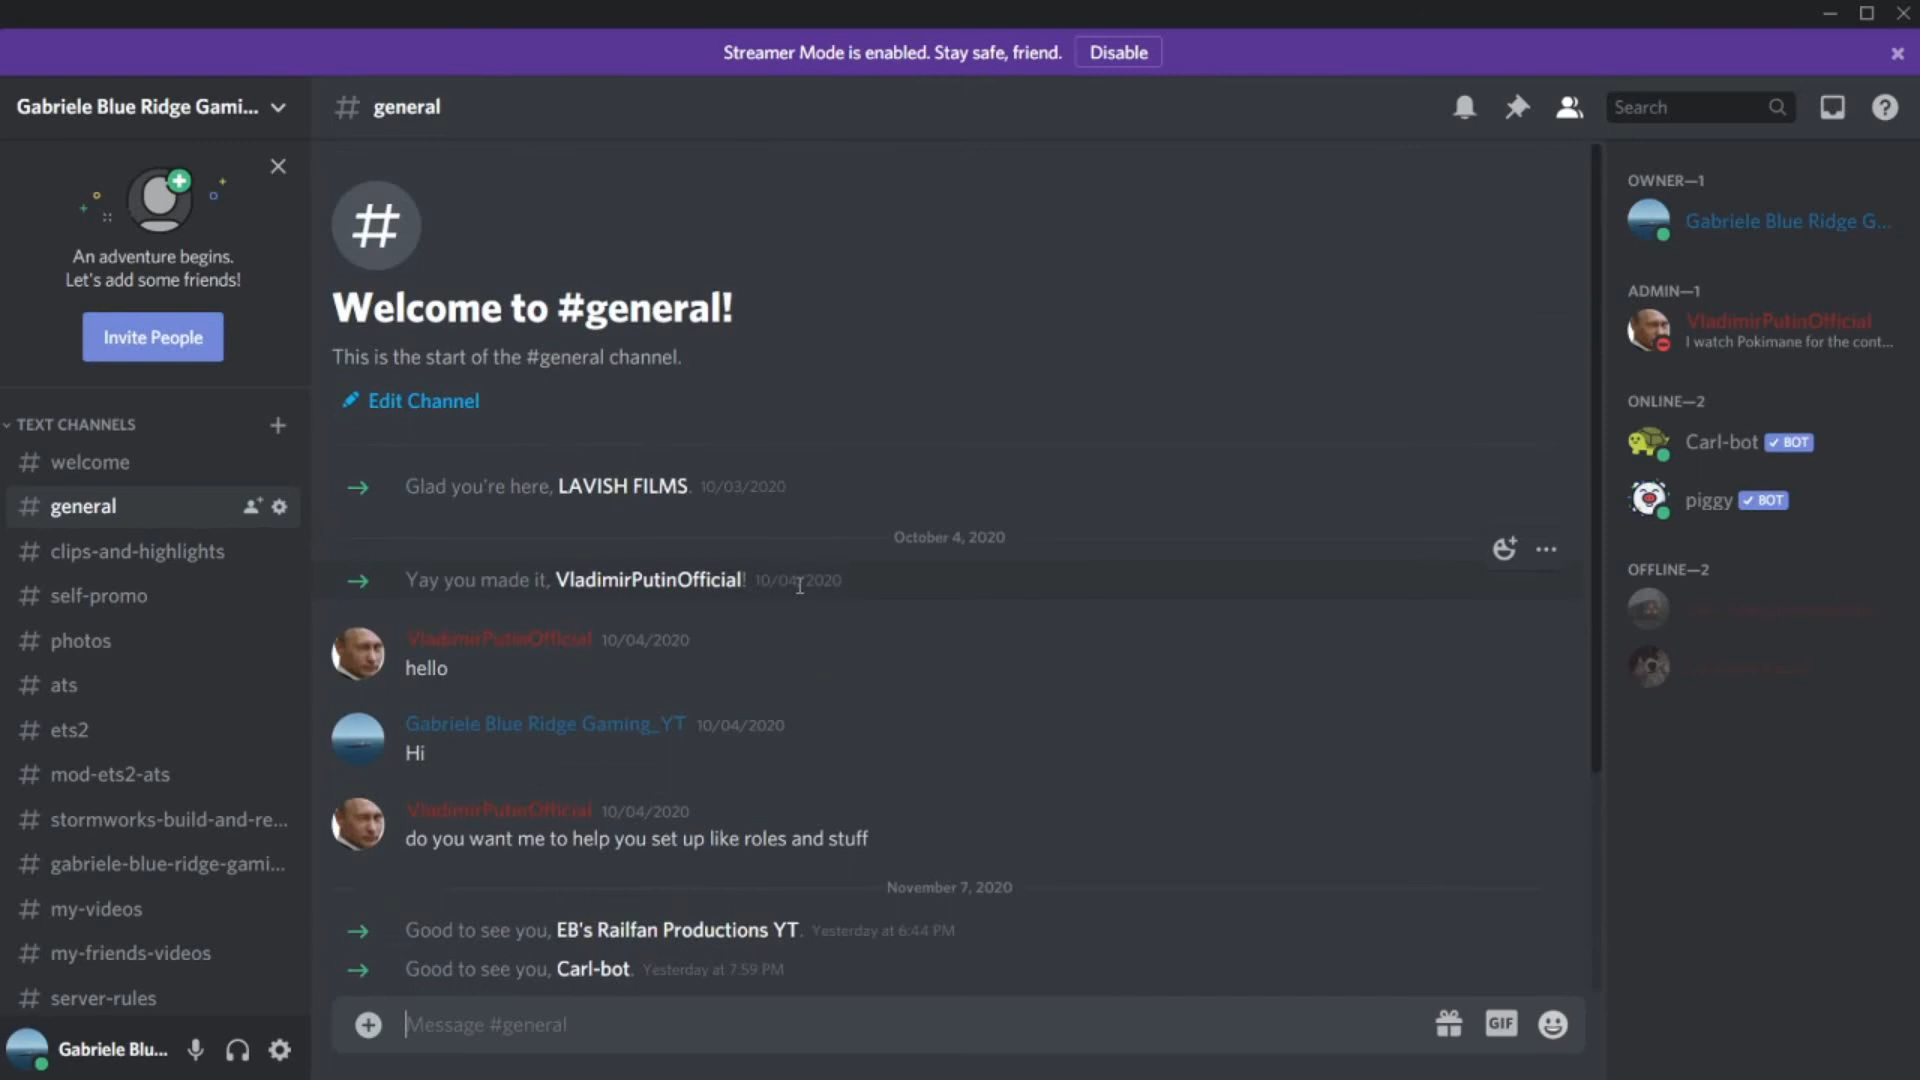 Streamer Mode is enabled. Stay safe, friend. Disable
Gabriele Blue Ridge Gami...
general
Search
An adventure begins.
Let's add some friends!
Invite People
TEXT CHANNELS
# welcome
# general
# clips-and-highlights
# self-promo
# photos
# ats
# ets2
# mod-ets2-ats
# stormworks-build-and-re...
# gabriele-blue-ridge-gami...
# my-videos
# my-friends-videos
# server-rules
Gabriele Blu...
#
Welcome to #general!
This is the start of the #general channel.
Edit Channel
Glad you're here, LAVISH FILMS. 10/03/2020
October 4, 2020
Yay you made it, VladimirPutinOfficial! 10/04/2020
VladimirPutinOfficial 10/04/2020
hello
Gabriele Blue Ridge Gaming_YT 10/04/2020
Hi
VladimirPutinOfficial 10/04/2020
do you want me to help you set up like roles and stuff
November 7, 2020
Good to see you, EB's Railfan Productions YT. Yesterday at 6:44 PM
Good to see you, Carl-bot. Yesterday at 7:59 PM
Message #general
GIF
OWNER—1
Gabriele Blue Ridge G...
ADMIN—1
VladimirPutinOfficial
I watch Pokimane for the cont...
ONLINE—2
Carl-bot ✓ BOT
piggy ✓ BOT
OFFLINE—2